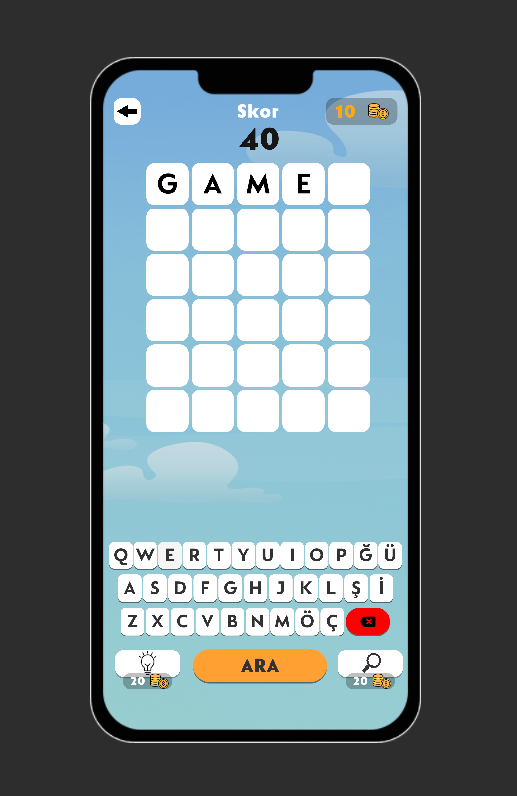 Skor
10
40
G A M E
Q W E R T Y U I O P Ğ Ü
A S D F G H J K L Ş İ
Z X C V B N M Ö Ç
20
ARA
20